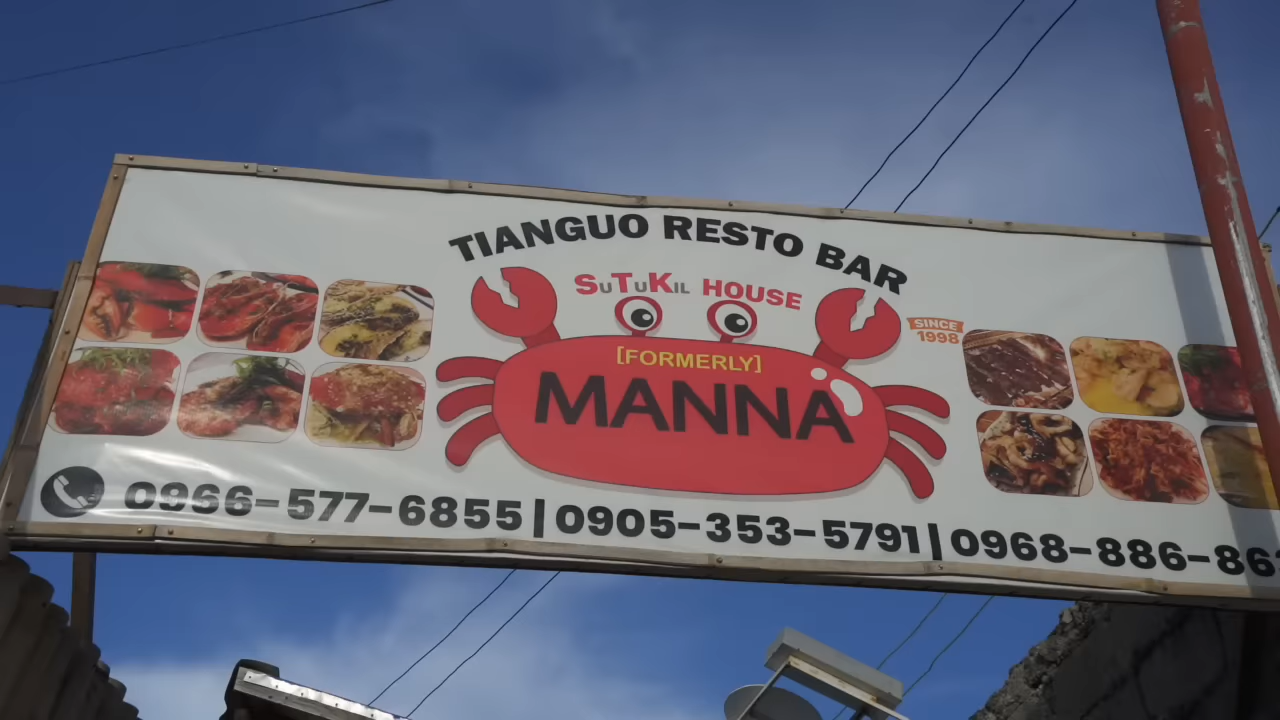 TIANGUO RESTO BAR
SUTUKIL HOUSE
SINCE
1998
[FORMERLY]
MANNA
0966-577-6855|0905-353-5791|0968-886-86